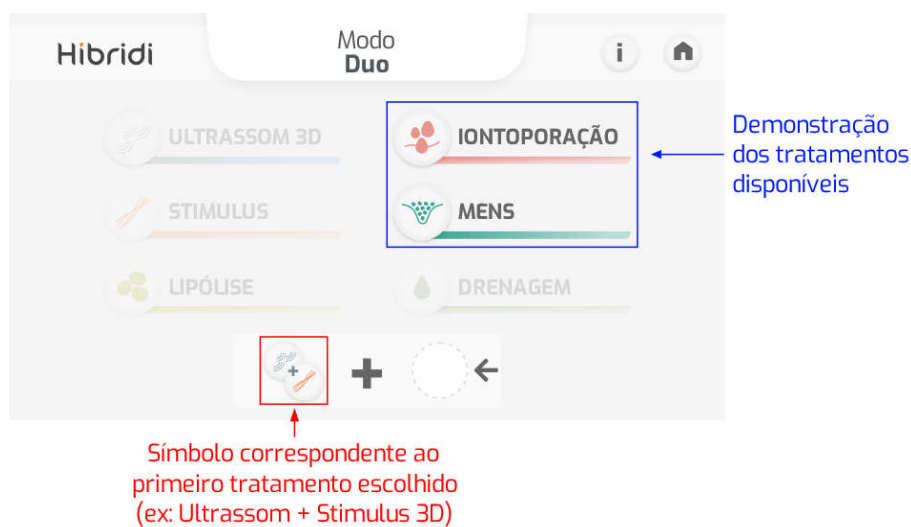 Hibridi
Modo
Duo
i
ULTRASSOM 3D
IONTOPORAÇÃO
STIMULUS
MENS
LIPÓLISE
DRENAGEM
+
+
Demonstração
dos tratamentos
disponíveis
Símbolo correspondente ao
primeiro tratamento escolhido
(ex: Ultrassom + Stimulus 3D)